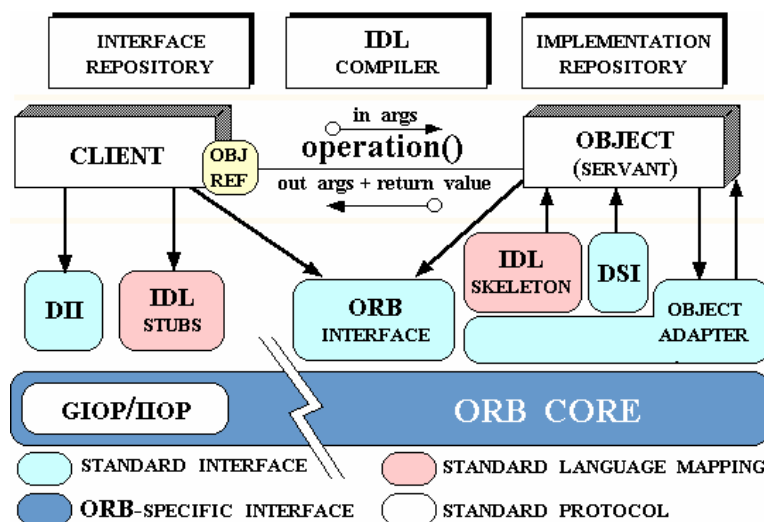 INTERFACE
REPOSITORY
IDL
COMPILER
IMPLEMENTATION
REPOSITORY
in args
CLIENT
OBJ
REF
operation()
OBJECT
(SERVANT)
out args + return value
DII
IDL
STUBS
ORB
INTERFACE
IDL
SKELETON
DSI
OBJECT
ADAPTER
GIOP/IIOP
ORB CORE
STANDARD INTERFACE
STANDARD LANGUAGE MAPPING
ORB-SPECIFIC INTERFACE
STANDARD PROTOCOL